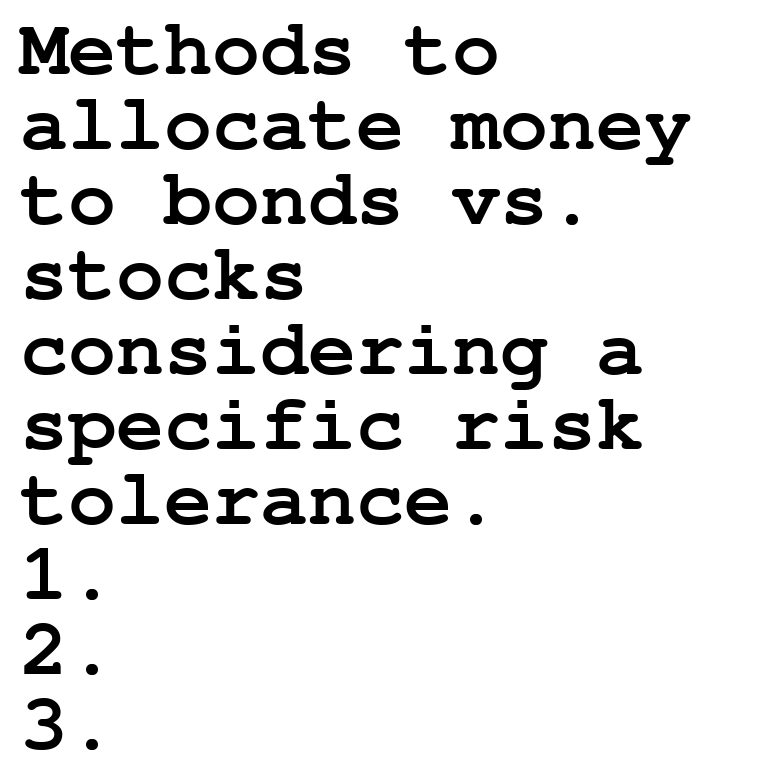 Methods to
allocate money
to bonds vs.
stocks
considering a
specific risk
tolerance.
1.
2.
3.